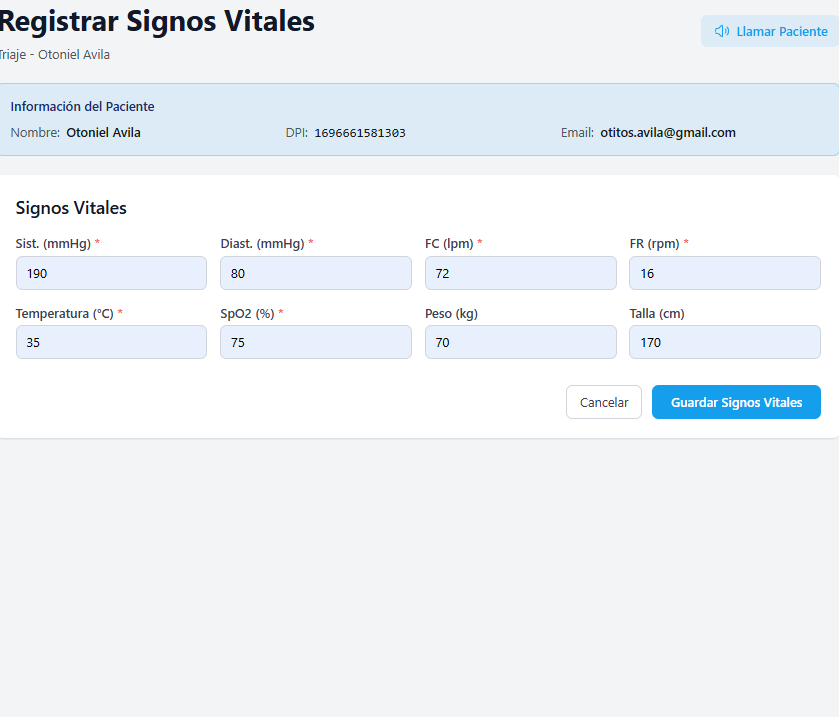 Registrar Signos Vitales
Llamar Paciente
Triaje - Otoniel Avila
Información del Paciente
Nombre: Otoniel Avila DPI: 1696661581303 Email: otitos.avila@gmail.com
Signos Vitales
Sist. (mmHg) * Diast. (mmHg) * FC (lpm) * FR (rpm) *
190 80 72 16
Temperatura (°C) * SpO2 (%) * Peso (kg) Talla (cm)
35 75 70 170
Cancelar Guardar Signos Vitales